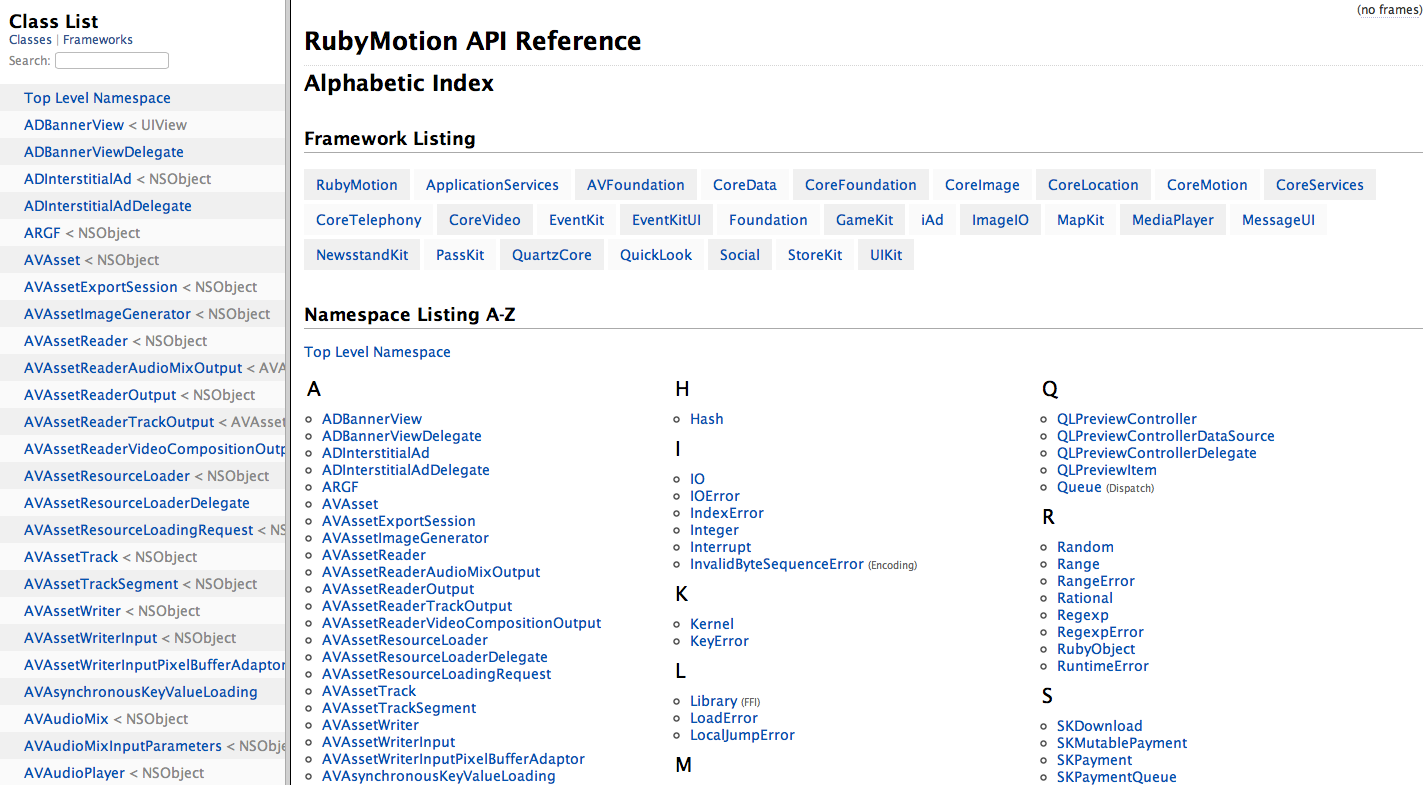 Class List
Classes | Frameworks
Search:
Top Level Namespace
ADBannerView < UIView
ADBannerViewDelegate
ADInterstitialAd < NSObject
ADInterstitialAdDelegate
ARGF < NSObject
AVAsset < NSObject
AVAssetExportSession < NSObject
AVAssetImageGenerator < NSObject
AVAssetReader < NSObject
AVAssetReaderAudioMixOutput < AVA
AVAssetReaderOutput < NSObject
AVAssetReaderTrackOutput < AVAsset
AVAssetReaderVideoCompositionOutp
AVAssetResourceLoader < NSObject
AVAssetResourceLoaderDelegate
AVAssetResourceLoadingRequest < NS
AVAssetTrack < NSObject
AVAssetTrackSegment < NSObject
AVAssetWriter < NSObject
AVAssetWriterInput < NSObject
AVAssetWriterInputPixelBufferAdaptor
AVAsynchronousKeyValueLoading
AVAudioMix < NSObject
AVAudioMixInputParameters < NSObje
AVAudioPlayer < NSObject
(no frames)
RubyMotion API Reference
Alphabetic Index
Framework Listing
RubyMotion ApplicationServices AVFoundation CoreData CoreFoundation CoreImage CoreLocation CoreMotion CoreServices
CoreTelephony CoreVideo EventKit EventKitUI Foundation GameKit iAd ImageIO MapKit MediaPlayer MessageUI
NewsstandKit PassKit QuartzCore QuickLook Social StoreKit UIKit
Namespace Listing A-Z
Top Level Namespace
A
ADBannerView
ADBannerViewDelegate
ADInterstitialAd
ADInterstitialAdDelegate
ARGF
AVAsset
AVAssetExportSession
AVAssetImageGenerator
AVAssetReader
AVAssetReaderAudioMixOutput
AVAssetReaderOutput
AVAssetReaderTrackOutput
AVAssetReaderVideoCompositionOutput
AVAssetResourceLoader
AVAssetResourceLoaderDelegate
AVAssetResourceLoadingRequest
AVAssetTrack
AVAssetTrackSegment
AVAssetWriter
AVAssetWriterInput
AVAssetWriterInputPixelBufferAdaptor
AVAsynchronousKeyValueLoading
H
Hash
I
IO
IOError
IndexError
Integer
Interrupt
InvalidByteSequenceError (Encoding)
K
Kernel
KeyError
L
Library (FFI)
LoadError
LocalJumpError
M
Q
QLPreviewController
QLPreviewControllerDataSource
QLPreviewControllerDelegate
QLPreviewItem
Queue (Dispatch)
R
Random
Range
RangeError
Rational
Regexp
RegexpError
RubyObject
RuntimeError
S
SKDownload
SKMutablePayment
SKPayment
SKPaymentQueue